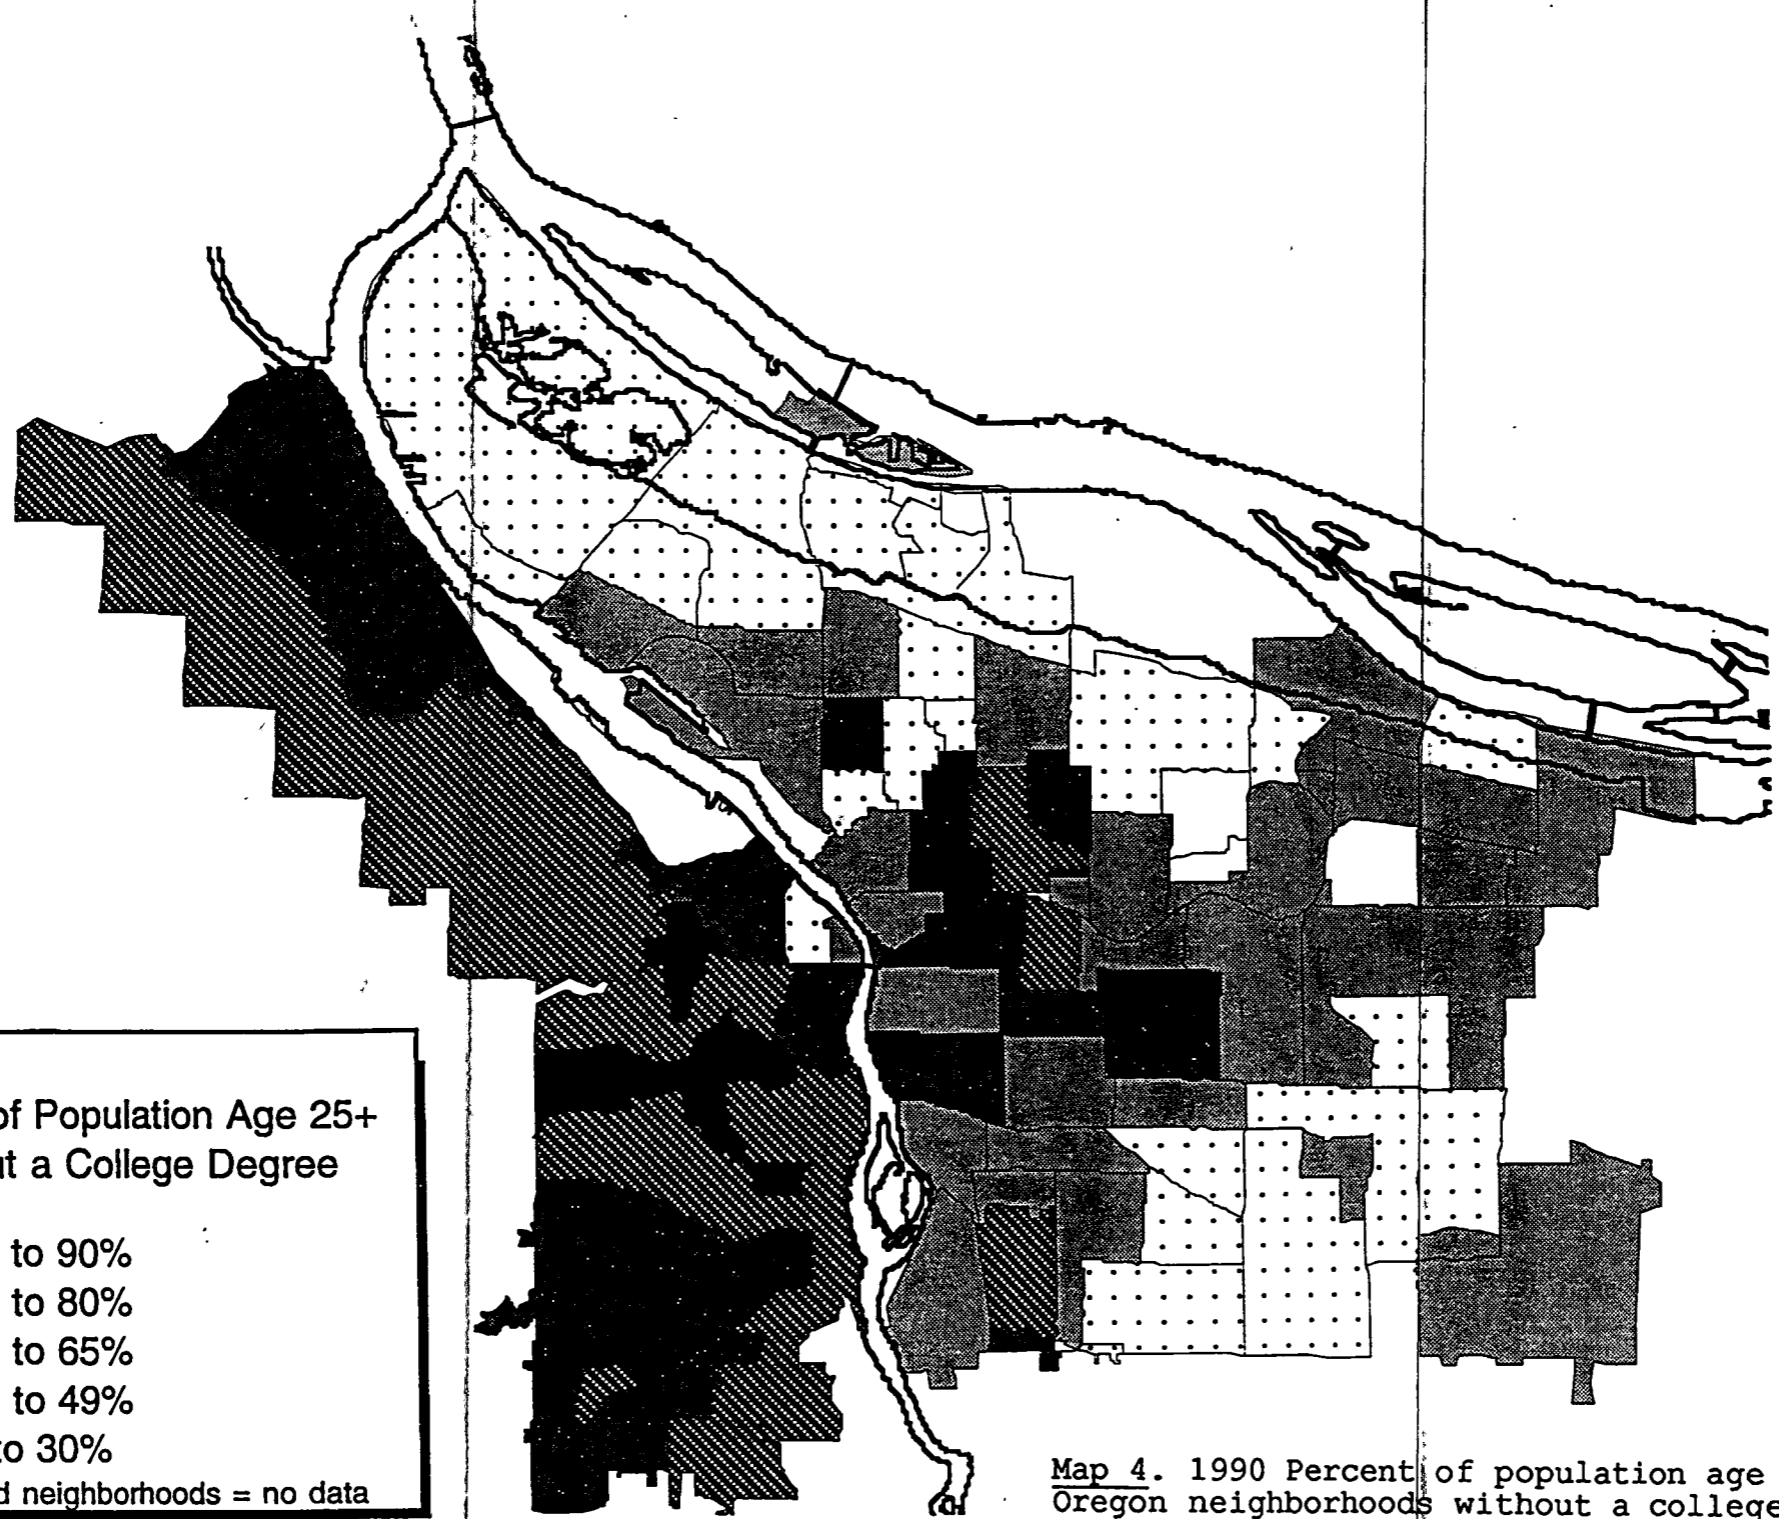 of Population Age 25+
a College Degree
to 90%
to 80%
to 65%
to 49%
to 30%
neighborhoods = no data
Map 4. 1990 Percent of population age
Oregon neighborhoods without a college